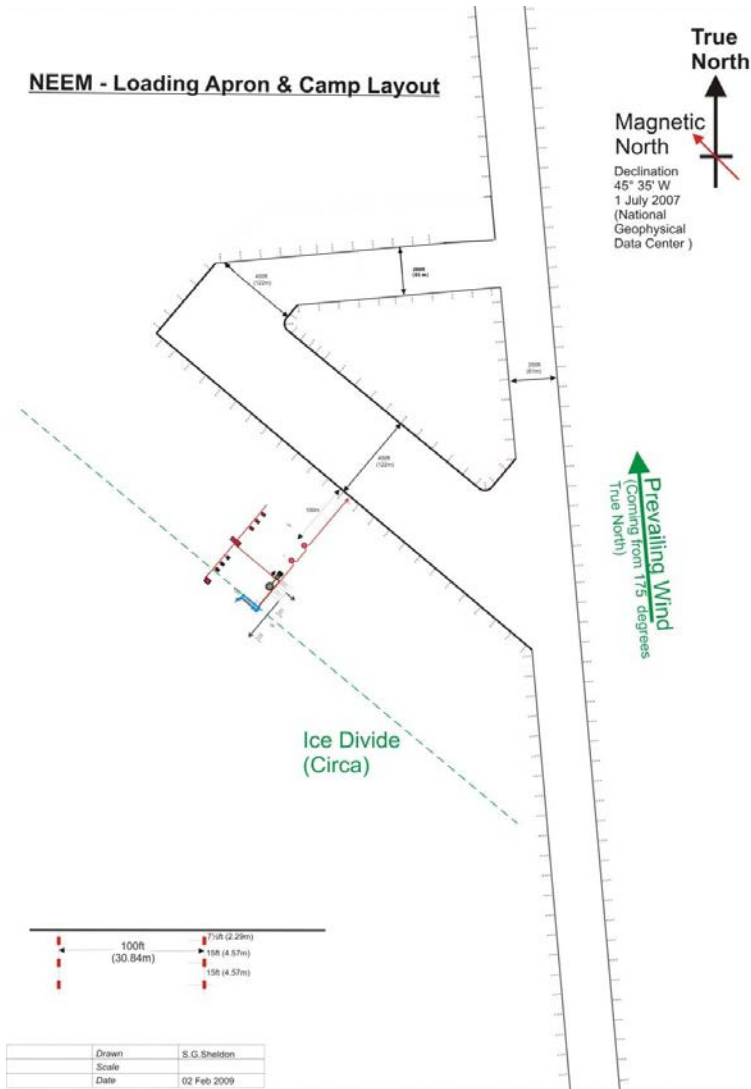 NEEM - Loading Apron & Camp Layout
True
North
Magnetic
North
Declination
45° 35' W
1 July 2007
(National
Geophysical
Data Center )
400ft
(122m)
200ft
(61m)
400ft
(122m)
100m
Prevailing Wind
(Coming from 175 degrees
True North)
Ice Divide
(Circa)
7½ft (2.29m)
100ft
(30.84m)
15ft (4.57m)
15ft (4.57m)
Drawn S.G.Sheldon
Scale
Date 02 Feb 2009